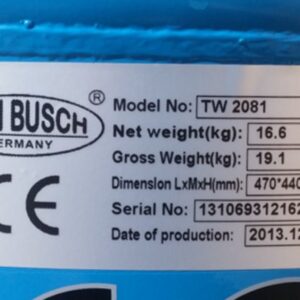 BUSCH®
GERMANY
CE
Model No: TW 2081
Net weight(kg): 16.6
Gross Weight(kg): 19.1
Dimension LxMxH(mm): 470*440
Serial No: 131069312162
Date of production: 2013.12